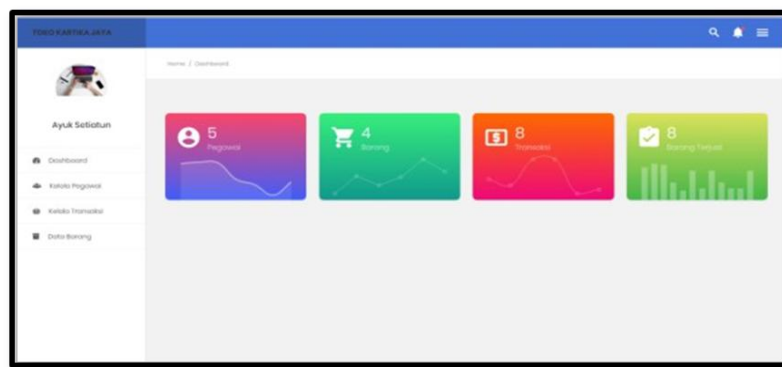 TOKO KARTIKA JAYA
Home / Dashboard
Ayuk Setiatun
Dashboard
Kelola Pegawai
Kelola Transaksi
Data Barang
5
Pegawai
4
Barang
8
Transaksi
8
Barang Terjual